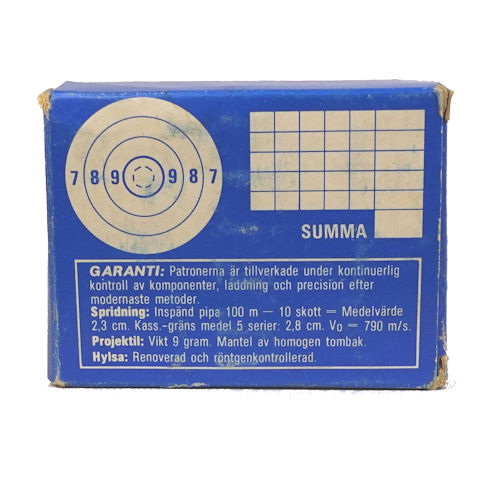 7 8 9 9 8 7
SUMMA
GARANTI: Patronerna är tillverkade under kontinuerlig
kontroll av komponenter, laddning och precision efter
modernaste metoder.
Spridning: Inspänd pipa 100 m — 10 skott = Medelvärde
2,3 cm. Kass.-gräns medel 5 serier: 2,8 cm. V₀ = 790 m/s.
Projektil: Vikt 9 gram. Mantel av homogen tombak.
Hylsa: Renoverad och röntgenkontrollerad.